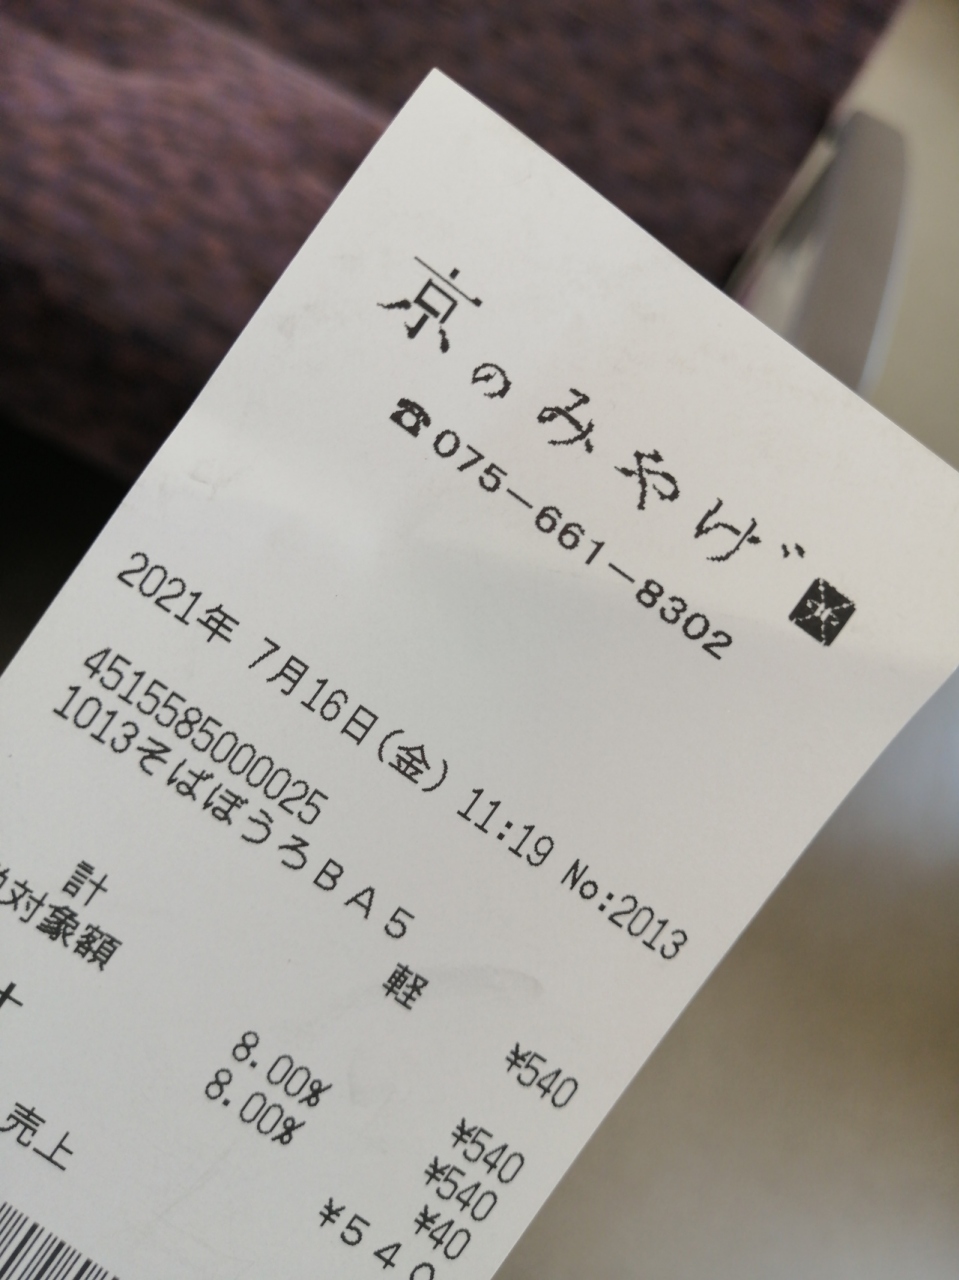 京のみやげ
☎075-661-8302
2021年 7月16日(金) 11:19 No:2013
4515585000025
1013そばぼうろBA5
軽 ¥540
計 ¥540
対象額 8.00% ¥540
8.00% ¥40
¥540
売上